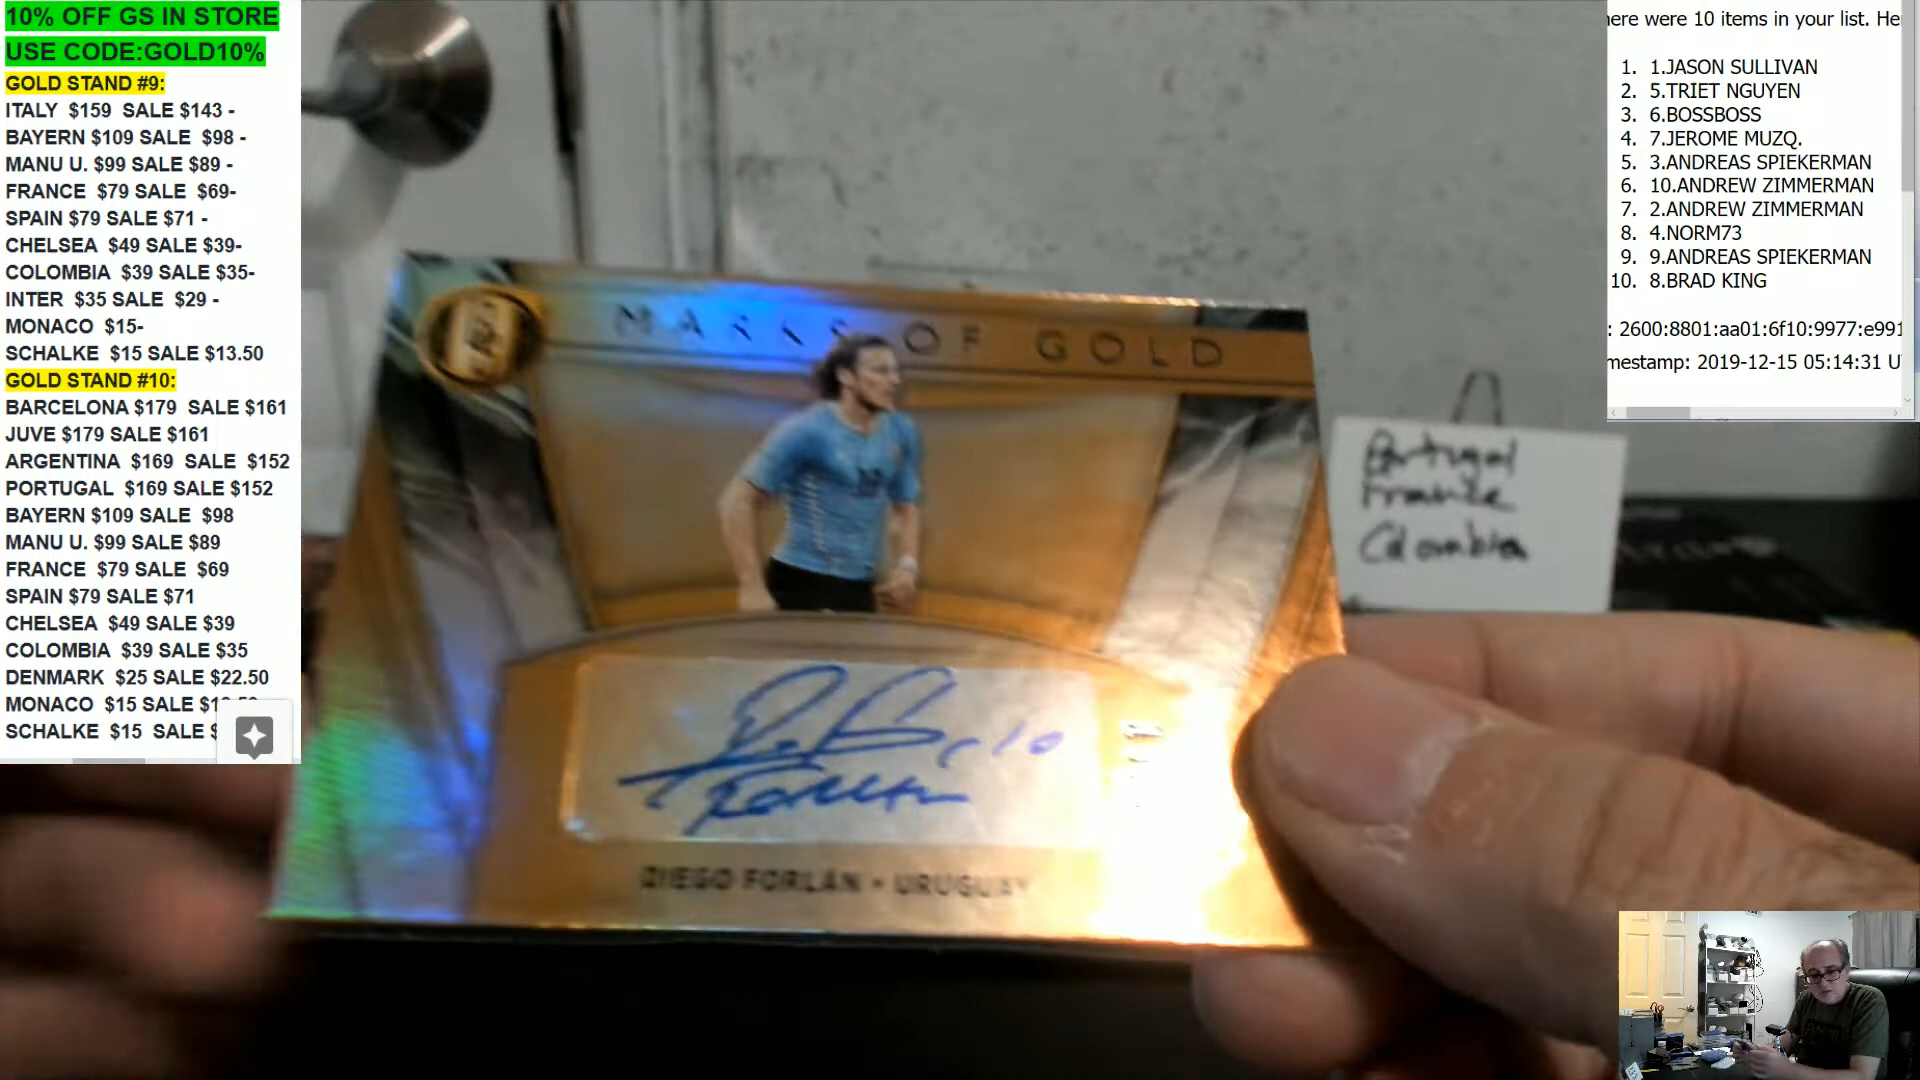 10% OFF GS IN STORE
USE CODE:GOLD10%
GOLD STAND #9:
ITALY $159 SALE $143 -
BAYERN $109 SALE $98 -
MANU U. $99 SALE $89 -
FRANCE $79 SALE $69-
SPAIN $79 SALE $71 -
CHELSEA $49 SALE $39-
COLOMBIA $39 SALE $35-
INTER $35 SALE $29 -
MONACO $15-
SCHALKE $15 SALE $13.50
GOLD STAND #10:
BARCELONA $179 SALE $161
JUVE $179 SALE $161
ARGENTINA $169 SALE $152
PORTUGAL $169 SALE $152
BAYERN $109 SALE $98
MANU U. $99 SALE $89
FRANCE $79 SALE $69
SPAIN $79 SALE $71
CHELSEA $49 SALE $39
COLOMBIA $39 SALE $35
DENMARK $25 SALE $22.50
MONACO $15 SALE
SCHALKE $15 SALE $
MARKS OF GOLD
10
DIEGO FORLÁN • URUGUAY
Portugal
France
Colombia
ere were 10 items in your list. He
1. 1.JASON SULLIVAN
2. 5.TRIET NGUYEN
3. 6.BOSSBOSS
4. 7.JEROME MUZQ.
5. 3.ANDREAS SPIEKERMAN
6. 10.ANDREW ZIMMERMAN
7. 2.ANDREW ZIMMERMAN
8. 4.NORM73
9. 9.ANDREAS SPIEKERMAN
10. 8.BRAD KING
: 2600:8801:aa01:6f10:9977:e991
mestamp: 2019-12-15 05:14:31 U